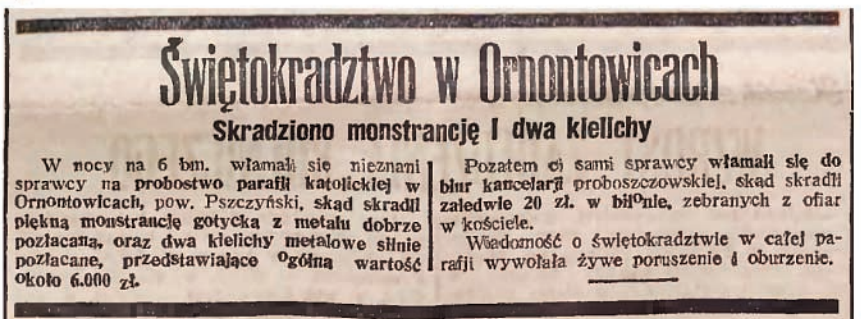 Świętokradztwo w Ornontowicach
Skradziono monstrancję I dwa kielichy
W nocy na 6 bm. włamali się nieznani
sprawcy na probostwo parafii katolickiej w
Ornontowicach, pow. Pszczyński, skąd skradli
piękną monstrancję gotycka z metalu dobrze
pozłacaną, oraz dwa kielichy metalowe silnie
pozłacane, przedstawiające ogólną wartość
około 6.000 zł.
Pozatem ci sami sprawcy włamali się do
biur kancelarji proboszczowskiej, skąd skradli
zaledwie 20 zł. w bilonie, zebranych z ofiar
w kościele.
Wiadomość o świętokradztwie w całej pa-
rafji wywołała żywe poruszenie i oburzenie.